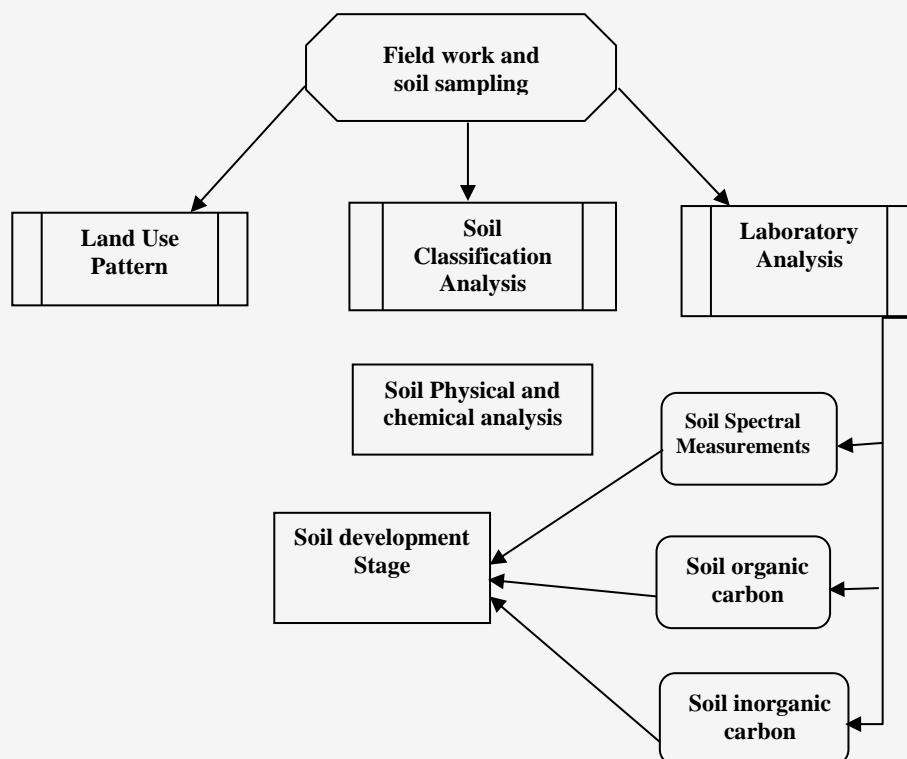 Field work and
soil sampling
Land Use
Pattern
Soil
Classification
Analysis
Laboratory
Analysis
Soil Physical and
chemical analysis
Soil Spectral
Measurements
Soil development
Stage
Soil organic
carbon
Soil inorganic
carbon